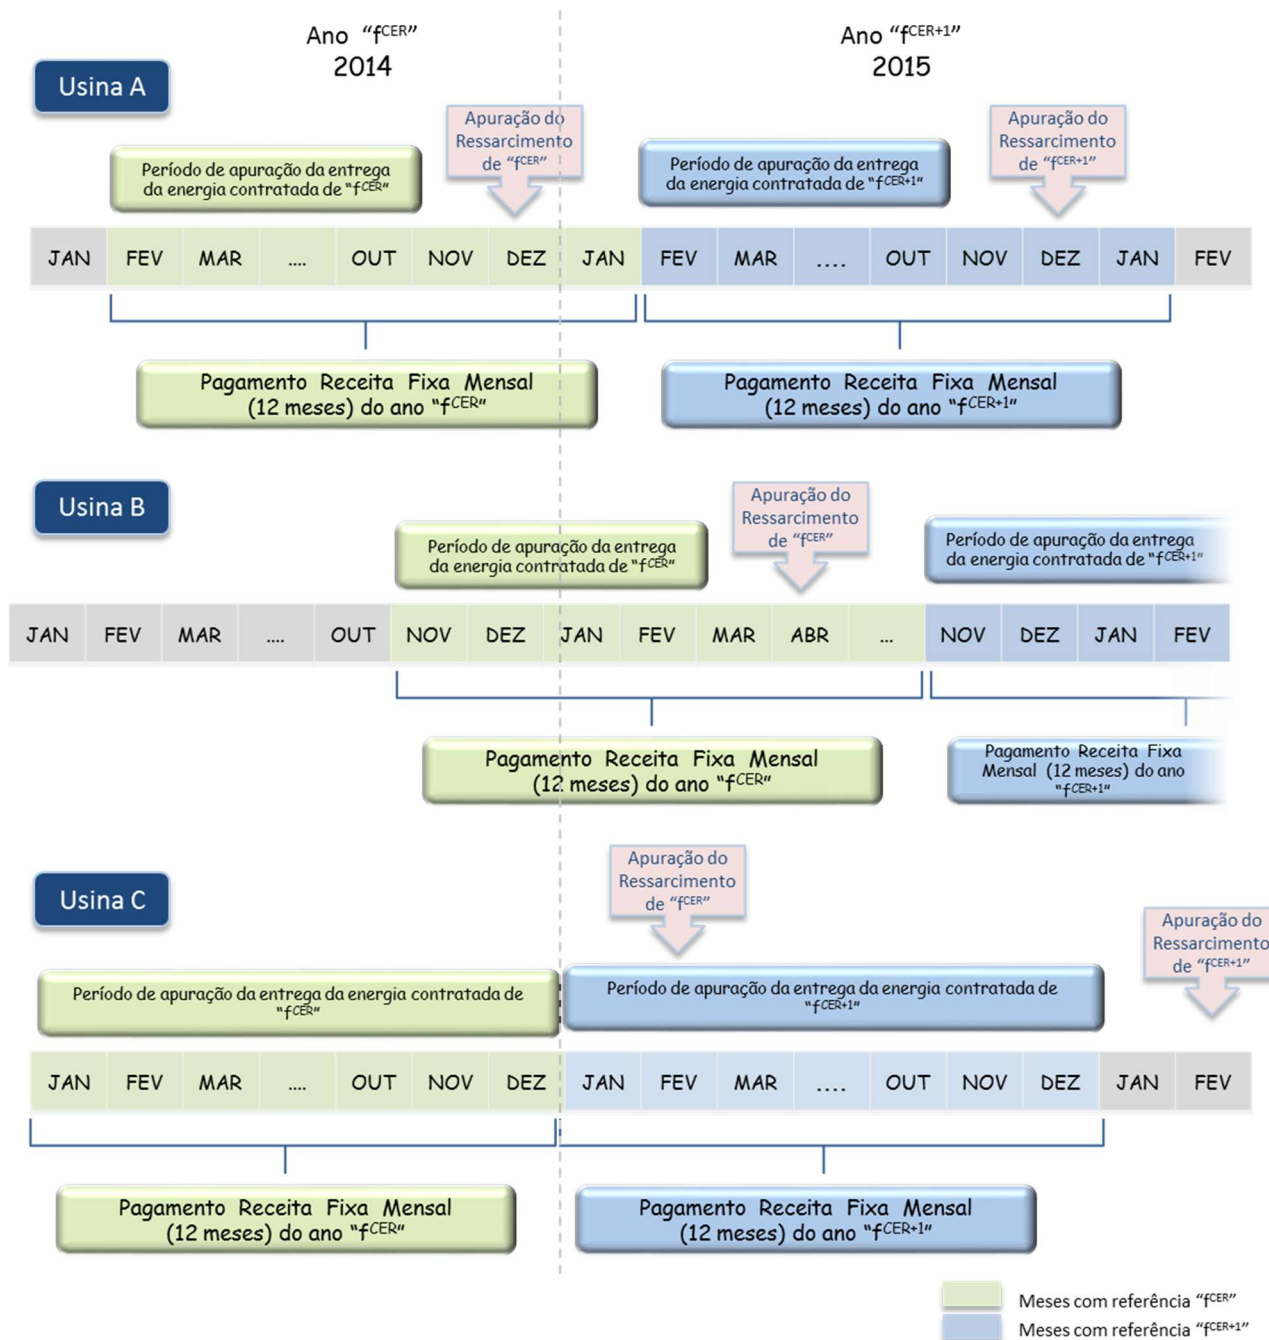 Ano “fCER”
2014
Ano “fCER+1”
2015
Usina A
Período de apuração da entrega
da energia contratada de “fCER”
Apuração do
Ressarcimento
de “fCER”
Período de apuração da entrega
da energia contratada de “fCER+1”
Apuração do
Ressarcimento
de “fCER+1”
JAN FEV MAR .... OUT NOV DEZ JAN FEV MAR .... OUT NOV DEZ JAN FEV
Pagamento Receita Fixa Mensal
(12 meses) do ano “fCER”
Pagamento Receita Fixa Mensal
(12 meses) do ano “fCER+1”
Usina B
Período de apuração da entrega
da energia contratada de “fCER”
Apuração do
Ressarcimento
de “fCER”
Período de apuração da entrega
da energia contratada de “fCER+1”
JAN FEV MAR .... OUT NOV DEZ JAN FEV MAR ABR ... NOV DEZ JAN FEV
Pagamento Receita Fixa Mensal
(12 meses) do ano “fCER”
Pagamento Receita Fixa
Mensal (12 meses) do ano
“fCER+1”
Usina C
Apuração do
Ressarcimento
de “fCER”
Apuração do
Ressarcimento
de “fCER+1”
Período de apuração da entrega da energia contratada de
“fCER”
Período de apuração da entrega da energia contratada de
“fCER+1”
JAN FEV MAR .... OUT NOV DEZ JAN FEV MAR .... OUT NOV DEZ JAN FEV
Pagamento Receita Fixa Mensal
(12 meses) do ano “fCER”
Pagamento Receita Fixa Mensal
(12 meses) do ano “fCER+1”
Meses com referência “fCER”
Meses com referência “fCER+1”